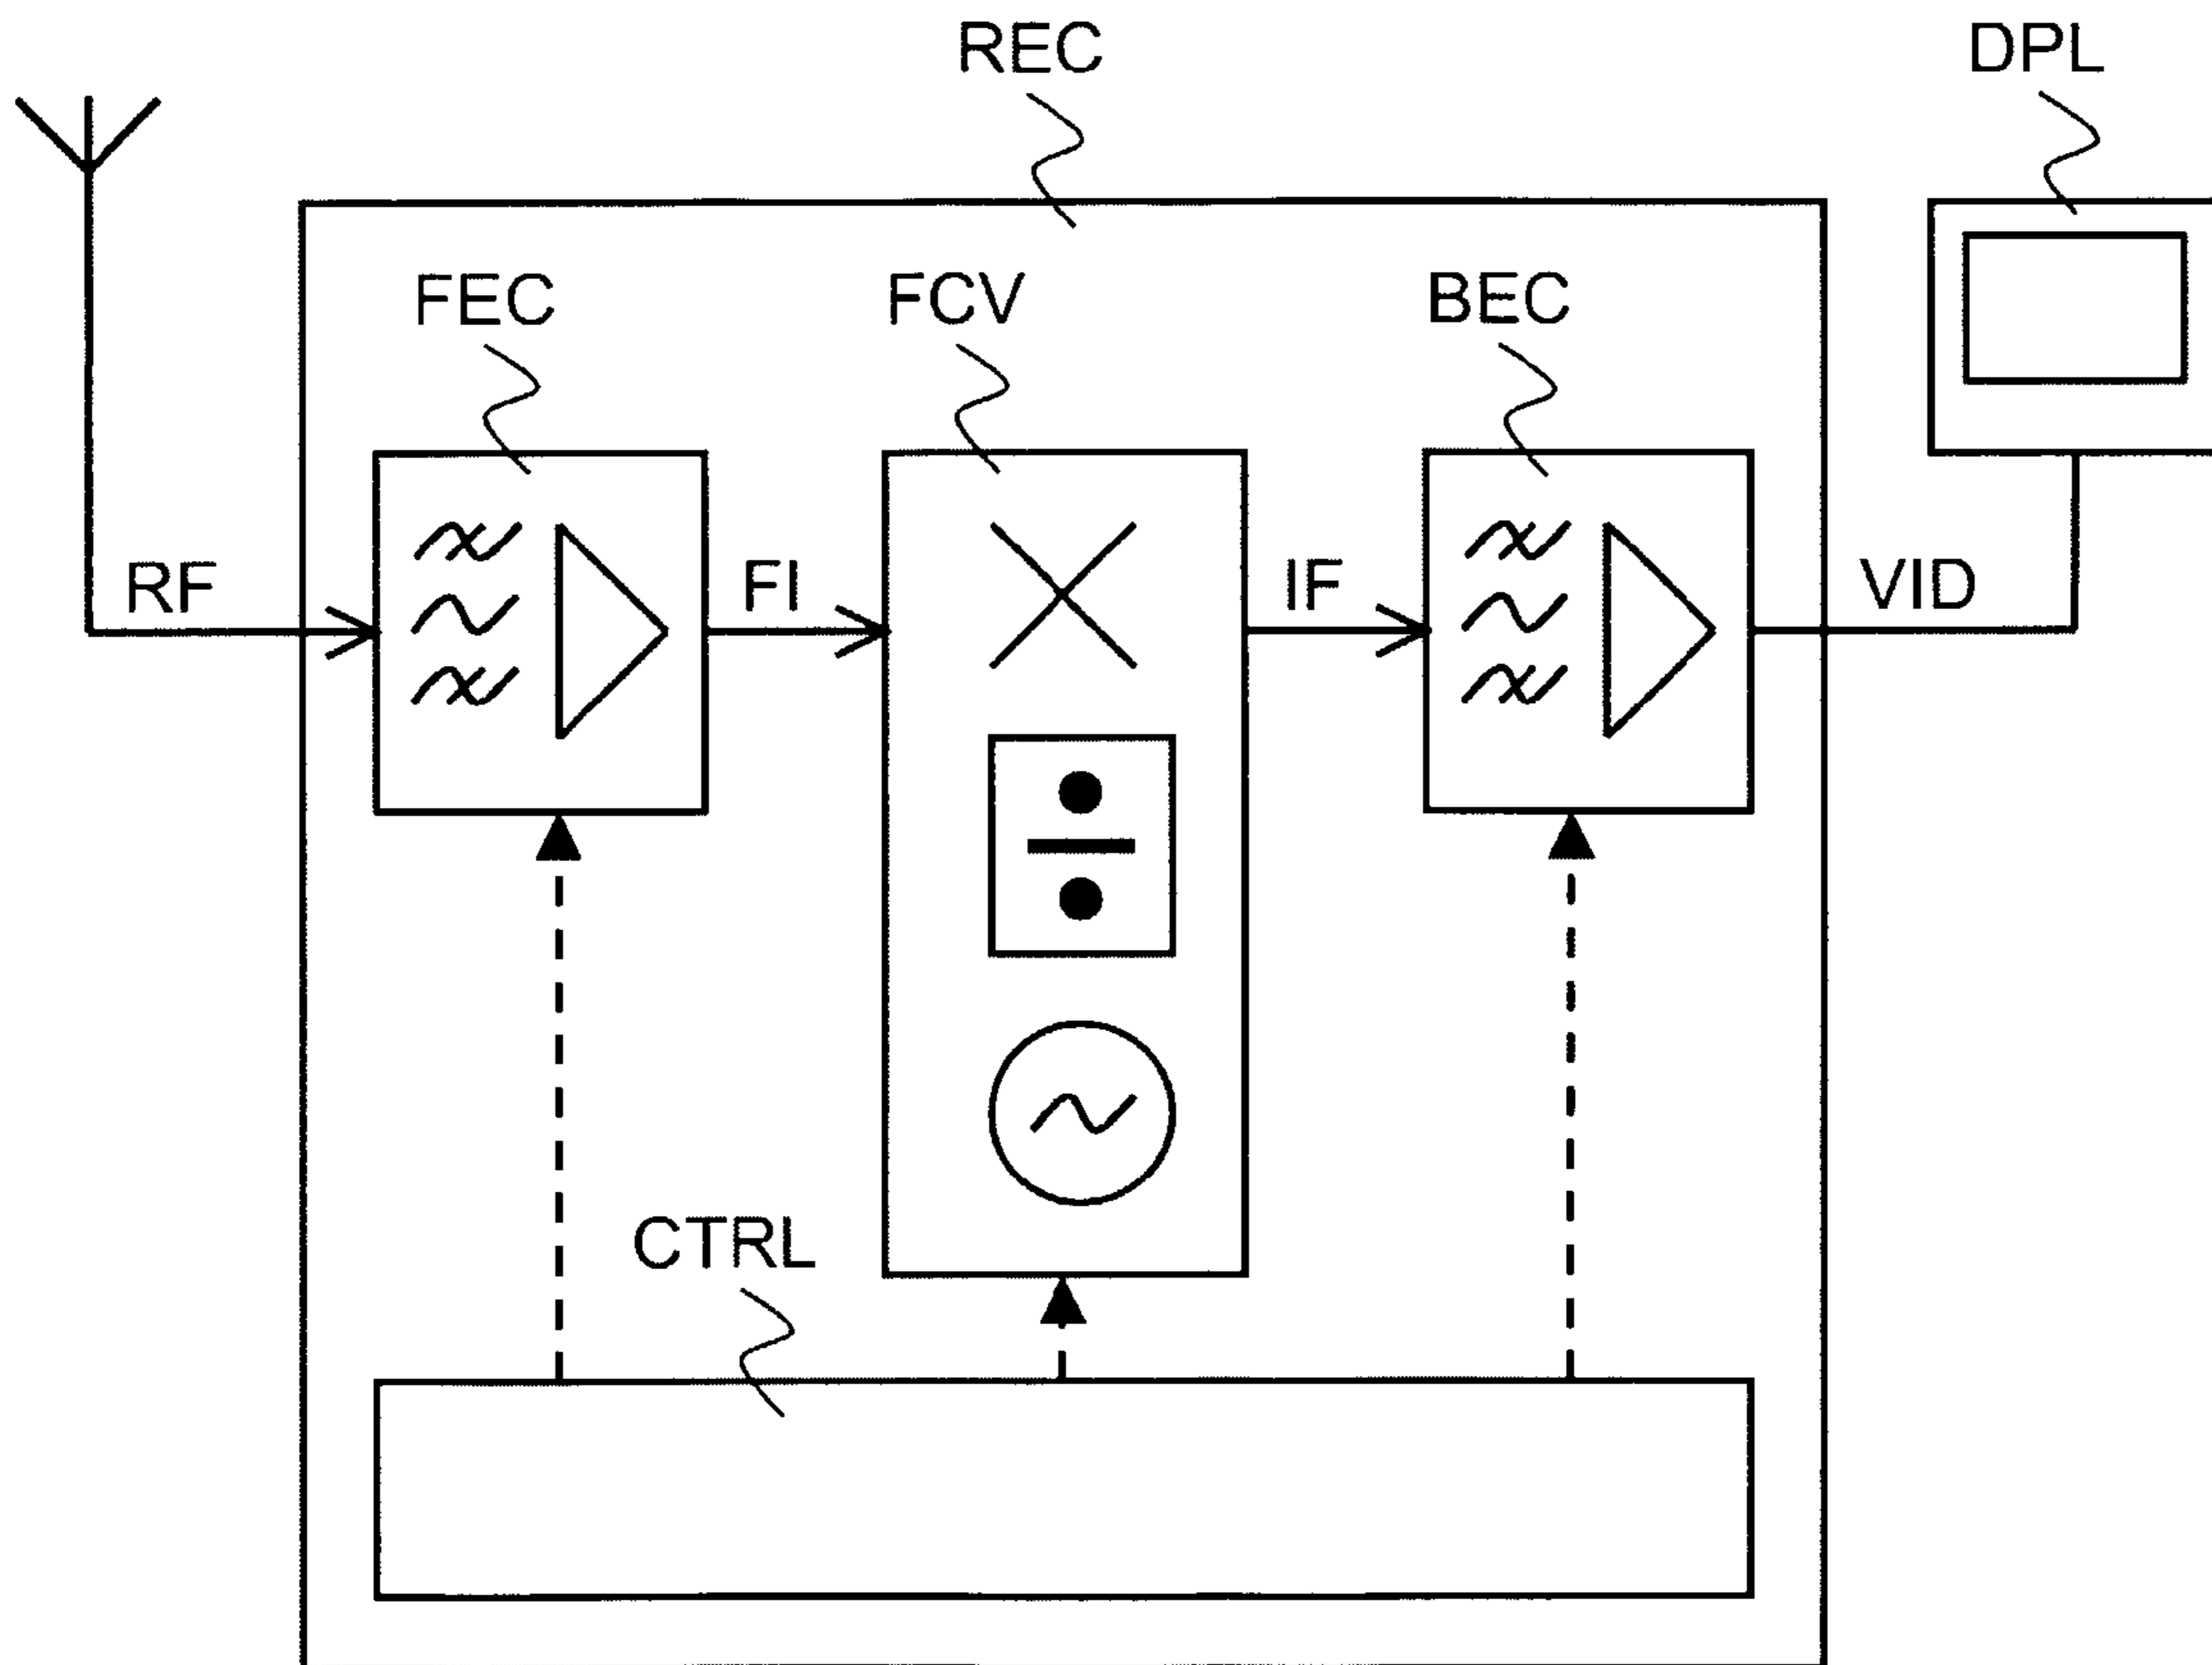 REC
DPL
FEC
FCV
BEC
RF
FI
IF
VID
CTRL